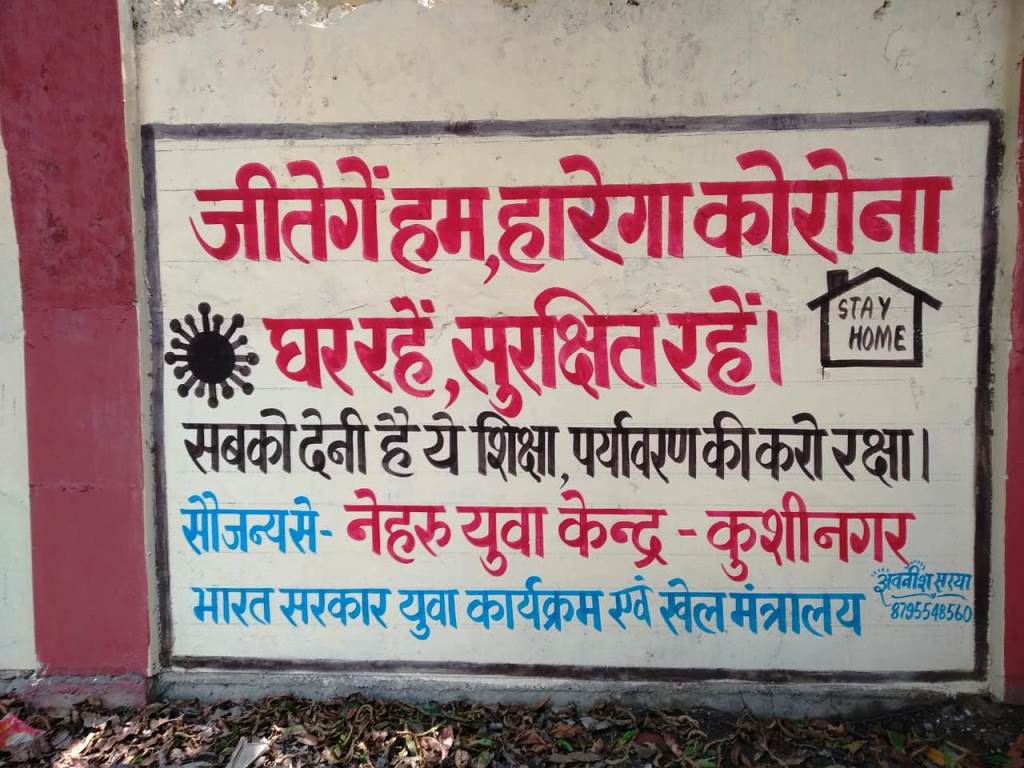 जीतेगें हम, हारेगा कोरोना
घर रहें, सुरक्षित रहें।
STAY
HOME
सबको देनी है ये शिक्षा, पर्यावरण की करो रक्षा।
सौजन्य से- नेहरु युवा केन्द्र - कुशीनगर
भारत सरकार युवा कार्यक्रम एवं खेल मंत्रालय
अवनीश सरया
8795548560